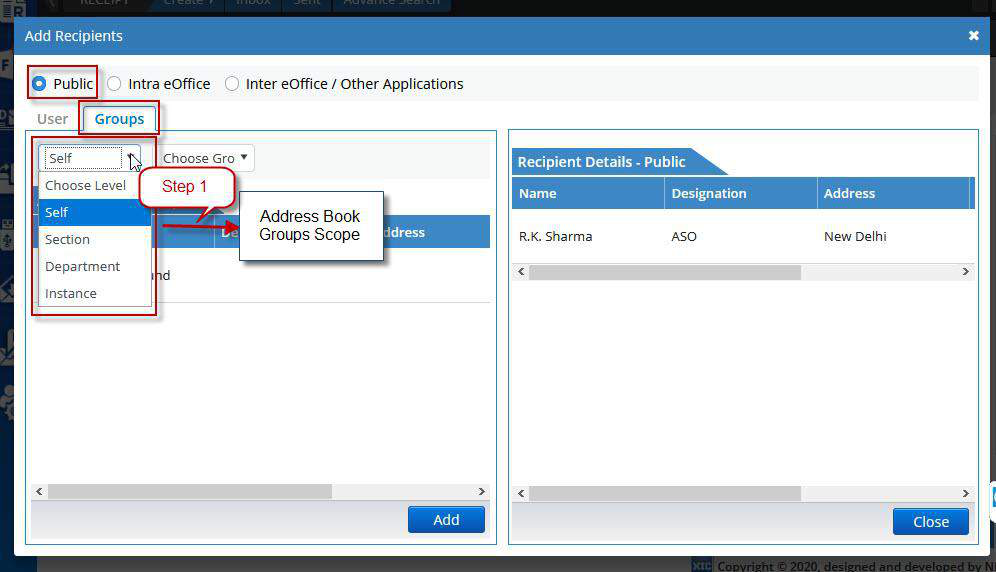 RECEIPT Create Inbox Sent Advance Search
Add Recipients
Public Intra eOffice Inter eOffice / Other Applications
User Groups
Self Choose Gro
Choose Level
Self
Section
Department
Instance
Step 1
Address Book
Groups Scope
Recipient Details - Public
Name Designation Address
R.K. Sharma ASO New Delhi
Add
Close
NIC Copyright © 2020, designed and developed by